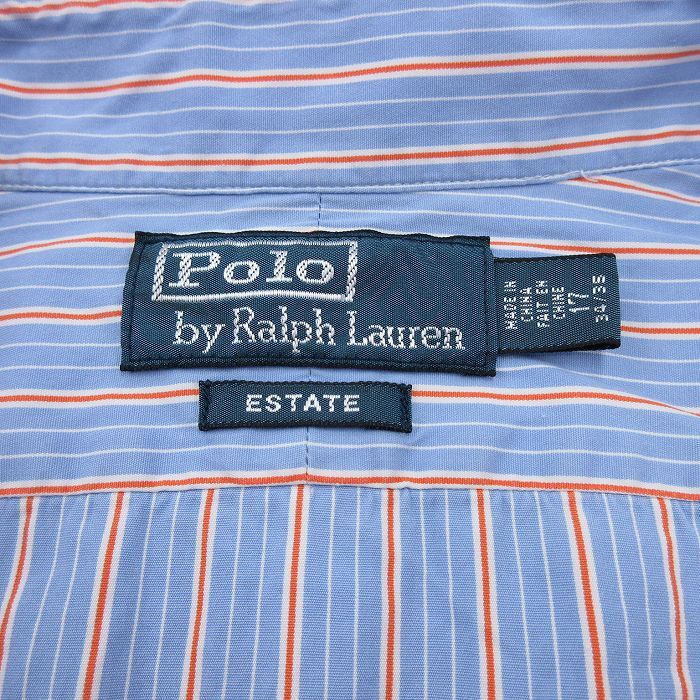 Polo
by Ralph Lauren
MADE IN
CHINA
FAIT EN
CHINE
17
34/35
ESTATE